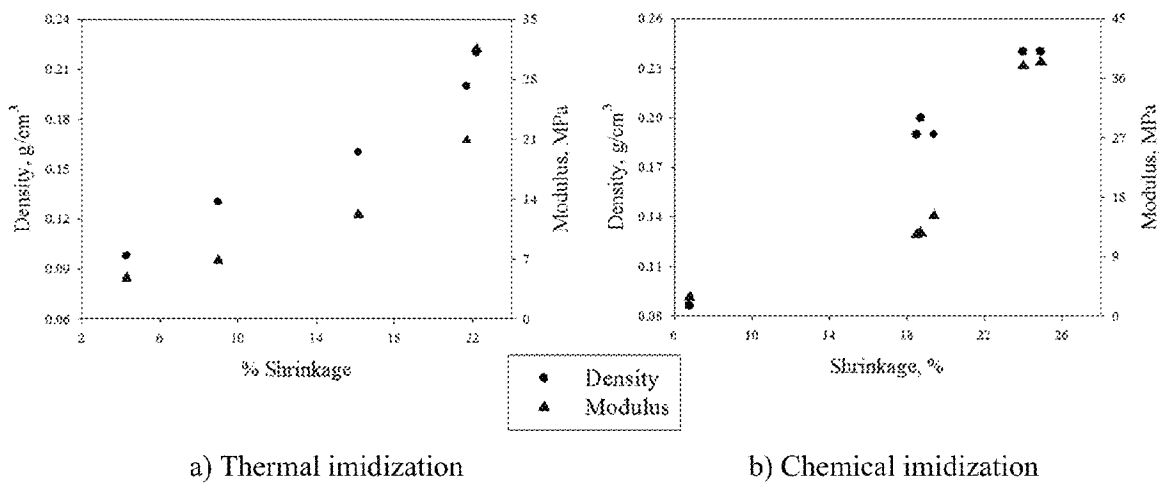 0.24
0.21
0.18
0.15
0.12
0.09
0.06
Density, g/cm³
35
28
21
14
7
0
Modulus, MPa
2 6 10 14 18 22
% Shrinkage
0.26
0.23
0.20
0.17
0.14
0.11
0.08
Density, g/cm³
45
36
27
18
9
0
Modulus, MPa
6 10 14 18 22 26
Shrinkage, %
Density
Modulus
a) Thermal imidization
b) Chemical imidization